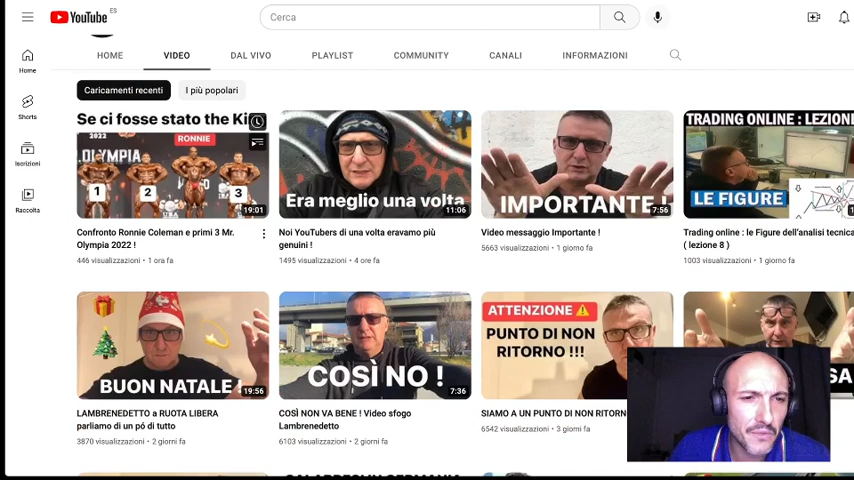 YouTube ES
Cerca
HOME VIDEO DAL VIVO PLAYLIST COMMUNITY CANALI INFORMAZIONI
Home
Shorts
Iscrizioni
Raccolta
Caricamenti recenti I più popolari
Se ci fosse stato the Ki
2022
OLYMPIA
RONNIE
1 2 3
19:01
Era meglio una volta
11:06
IMPORTANTE !
7:56
TRADING ONLINE : LEZIONE
LE FIGURE
Confronto Ronnie Coleman e primi 3 Mr.
Olympia 2022 !
446 visualizzazioni • 1 ora fa
Noi YouTubers di una volta eravamo più
genuini !
1495 visualizzazioni • 4 ore fa
Video messaggio Importante !
5663 visualizzazioni • 1 giorno fa
Trading online : le Figure dell'analisi tecnica
( lezione 8 )
1003 visualizzazioni • 1 giorno fa
BUON NATALE !
19:56
COSÌ NO !
7:36
ATTENZIONE
PUNTO DI NON
RITORNO !!!
SA
LAMBRENEDETTO a RUOTA LIBERA
parliamo di un pó di tutto
3870 visualizzazioni • 2 giorni fa
COSÌ NON VA BENE ! Video sfogo
Lambrenedetto
6103 visualizzazioni • 2 giorni fa
SIAMO A UN PUNTO DI NON RITORN
6542 visualizzazioni • 3 giorni fa